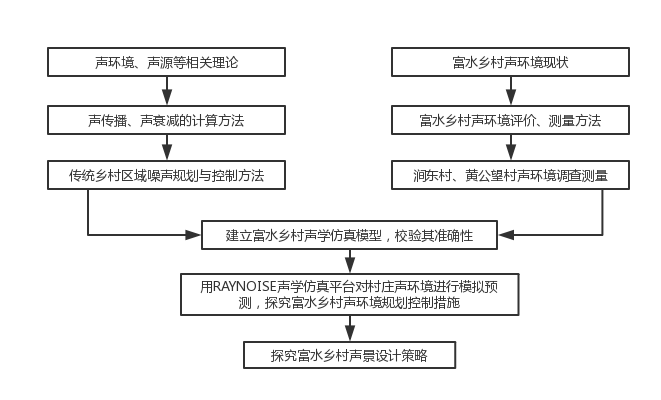 声环境、声源等相关理论
富水乡村声环境现状
声传播、声衰减的计算方法
富水乡村声环境评价、测量方法
传统乡村区域噪声规划与控制方法
涧东村、黄公望村声环境调查测量
建立富水乡村声学仿真模型，校验其准确性
用RAYNOISE声学仿真平台对村庄声环境进行模拟预
测，探究富水乡村声环境规划控制措施
探究富水乡村声景设计策略